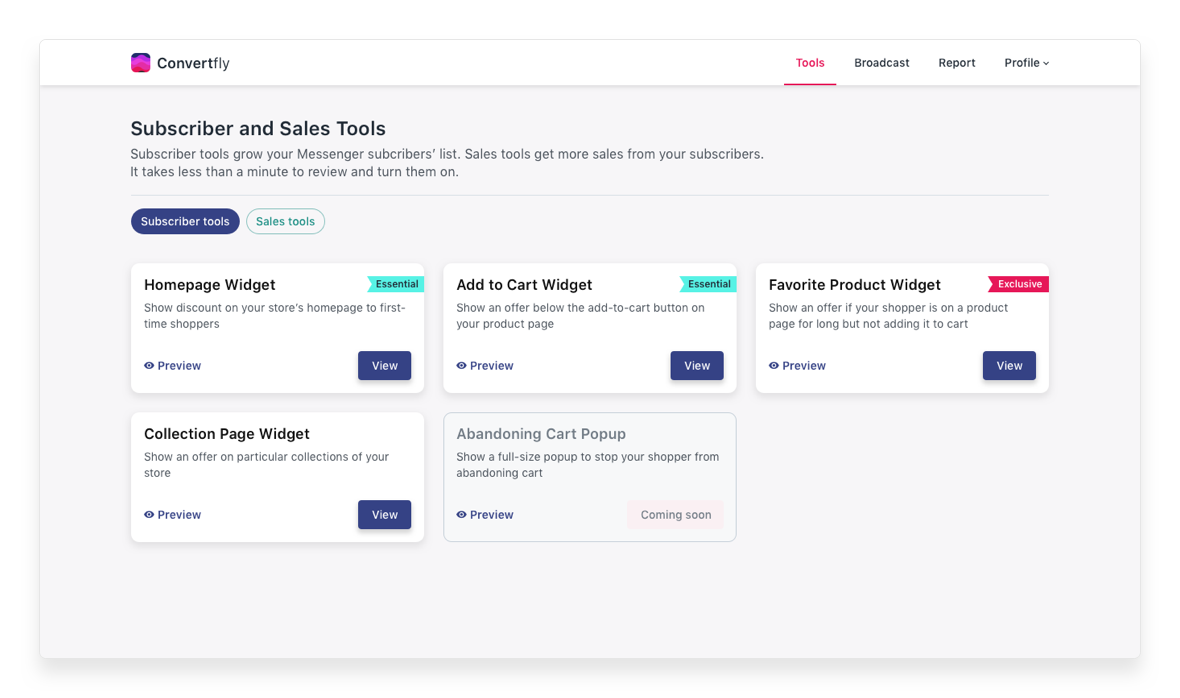 Convertfly
Tools Broadcast Report Profile
Subscriber and Sales Tools
Subscriber tools grow your Messenger subcribers’ list. Sales tools get more sales from your subscribers.
It takes less than a minute to review and turn them on.
Subscriber tools Sales tools
Homepage Widget
Essential
Show discount on your store’s homepage to first-
time shoppers
Preview
View
Add to Cart Widget
Essential
Show an offer below the add-to-cart button on
your product page
Preview
View
Favorite Product Widget
Exclusive
Show an offer if your shopper is on a product
page for long but not adding it to cart
Preview
View
Collection Page Widget
Show an offer on particular collections of your
store
Preview
View
Abandoning Cart Popup
Show a full-size popup to stop your shopper from
abandoning cart
Preview
Coming soon